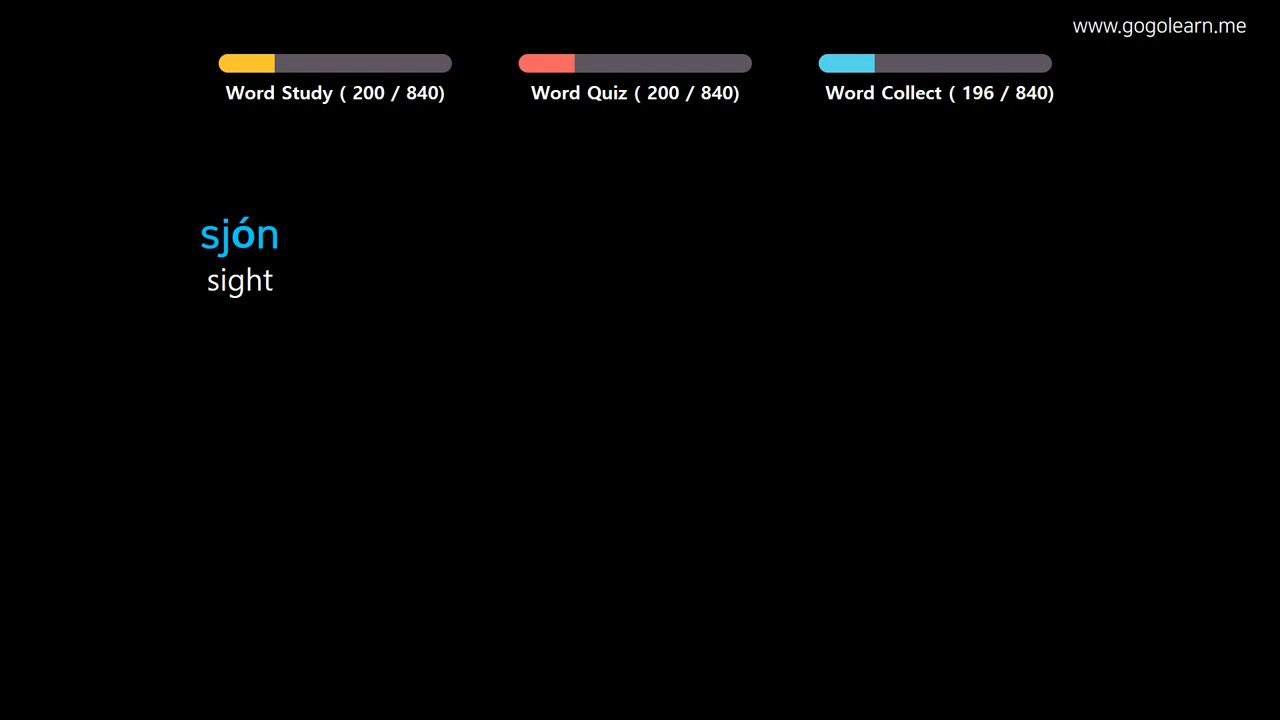 www.gogolearn.me
Word Study ( 200 / 840)
Word Quiz ( 200 / 840)
Word Collect ( 196 / 840)
sjón
sight